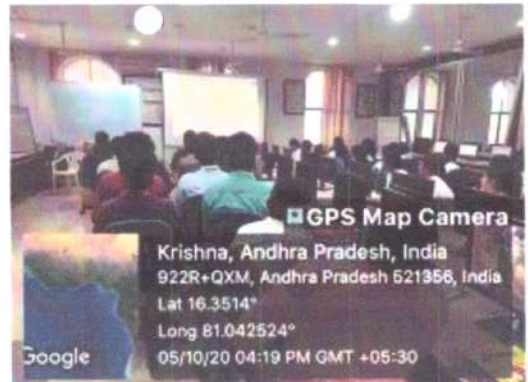 GPS Map Camera
Krishna, Andhra Pradesh, India
922R+QXM, Andhra Pradesh 521356, India
Lat 16.3514°
Long 81.042524°
05/10/20 04:19 PM GMT +05:30
Google